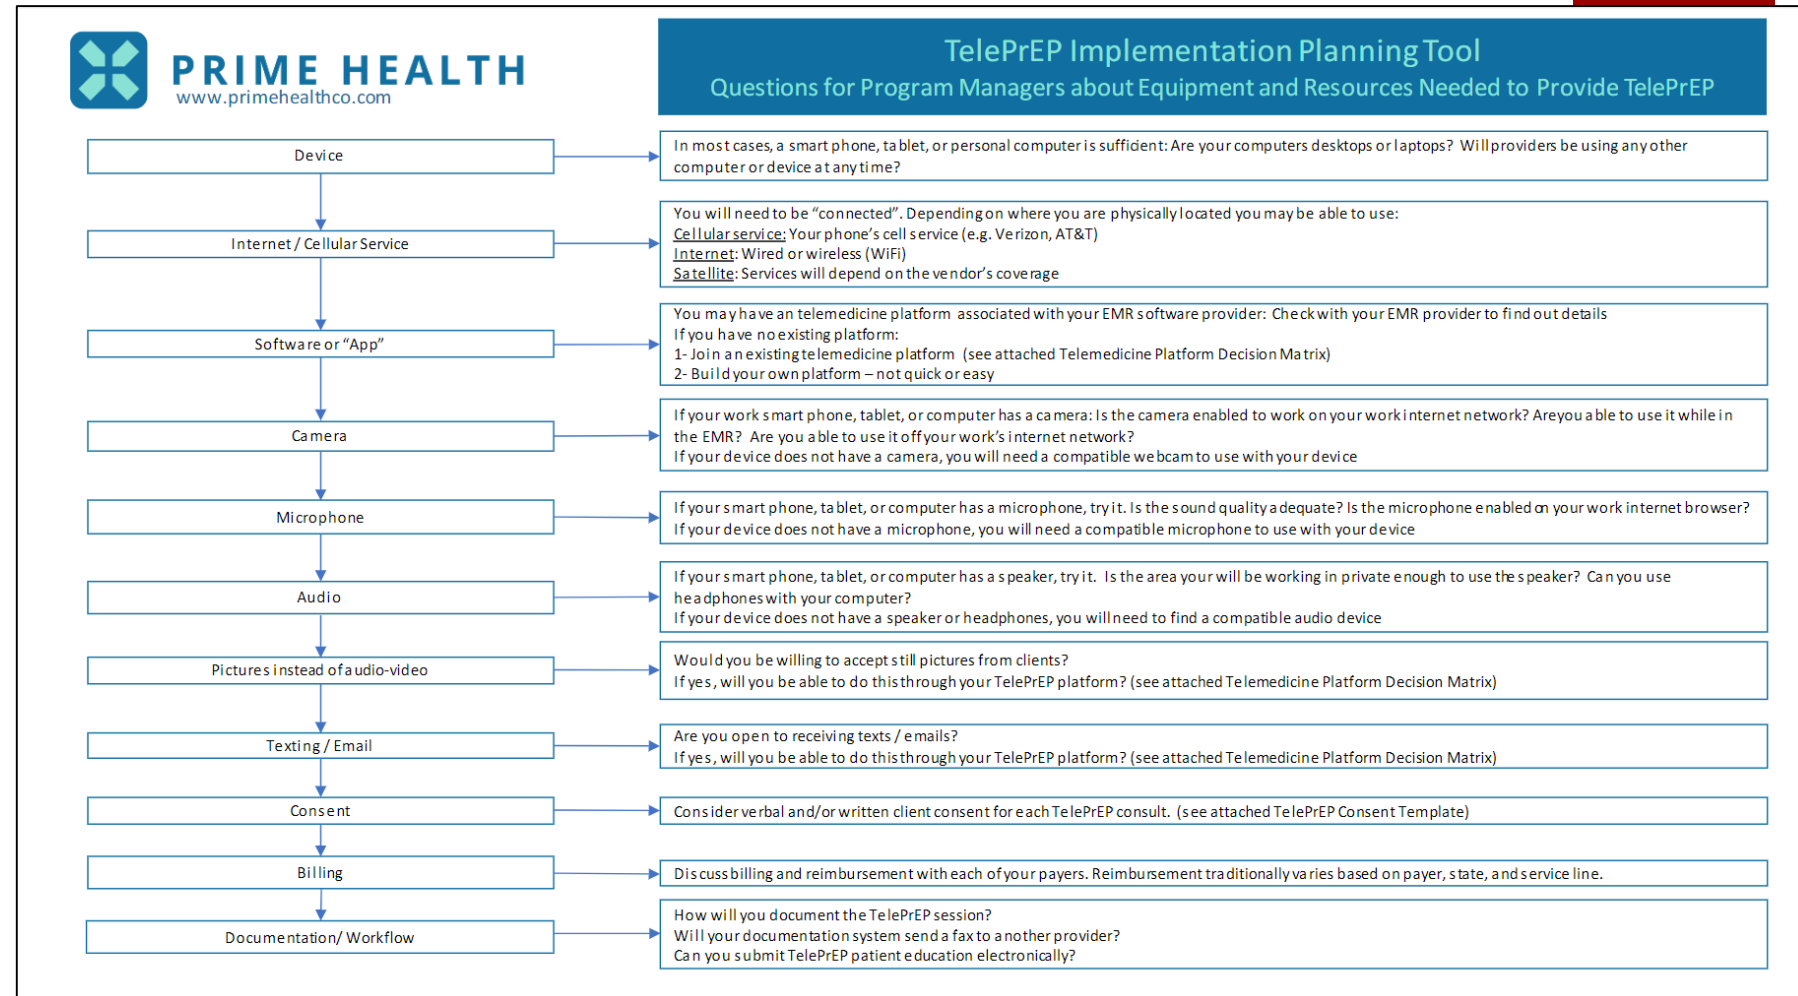 PRIME HEALTH
www.primehealthco.com
TelePrEP Implementation Planning Tool
Questions for Program Managers about Equipment and Resources Needed to Provide TelePrEP
Device
In most cases, a smart phone, tablet, or personal computer is sufficient: Are your computers desktops or laptops? Will providers be using any other
computer or device at any time?
Internet / Cellular Service
You will need to be “connected”. Depending on where you are physically located you may be able to use:
Cellular service: Your phone’s cell service (e.g. Verizon, AT&T)
Internet: Wired or wireless (WiFi)
Satellite: Services will depend on the vendor’s coverage
Software or “App”
You may have an telemedicine platform associated with your EMR software provider: Check with your EMR provider to find out details
If you have no existing platform:
1- Join an existing telemedicine platform (see attached Telemedicine Platform Decision Matrix)
2- Build your own platform – not quick or easy
Camera
If your work smart phone, tablet, or computer has a camera: Is the camera enabled to work on your work internet network? Are you able to use it while in
the EMR? Are you able to use it off your work’s internet network?
If your device does not have a camera, you will need a compatible webcam to use with your device
Microphone
If your smart phone, tablet, or computer has a microphone, try it. Is the sound quality adequate? Is the microphone enabled on your work internet browser?
If your device does not have a microphone, you will need a compatible microphone to use with your device
Audio
If your smart phone, tablet, or computer has a speaker, try it. Is the area your will be working in private enough to use the speaker? Can you use
headphones with your computer?
If your device does not have a speaker or headphones, you will need to find a compatible audio device
Pictures instead of audio-video
Would you be willing to accept still pictures from clients?
If yes, will you be able to do this through your TelePrEP platform? (see attached Telemedicine Platform Decision Matrix)
Texting / Email
Are you open to receiving texts / emails?
If yes, will you be able to do this through your TelePrEP platform? (see attached Telemedicine Platform Decision Matrix)
Consent
Consider verbal and/or written client consent for each TelePrEP consult. (see attached TelePrEP Consent Template)
Billing
Discuss billing and reimbursement with each of your payers. Reimbursement traditionally varies based on payer, state, and service line.
Documentation/ Workflow
How will you document the TelePrEP session?
Will your documentation system send a fax to another provider?
Can you submit TelePrEP patient education electronically?